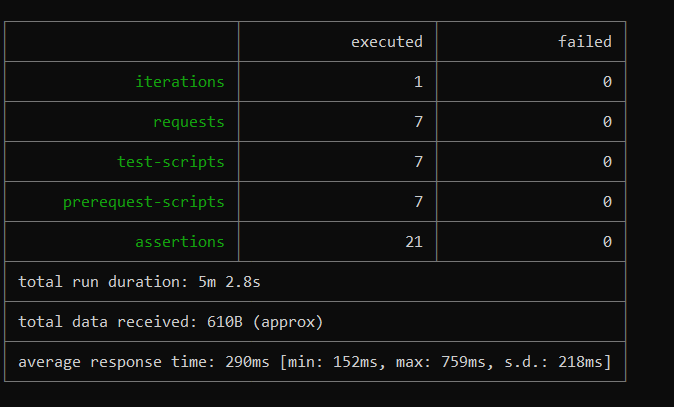 executed failed
iterations 1 0
requests 7 0
test-scripts 7 0
prerequest-scripts 7 0
assertions 21 0
total run duration: 5m 2.8s
total data received: 610B (approx)
average response time: 290ms [min: 152ms, max: 759ms, s.d.: 218ms]